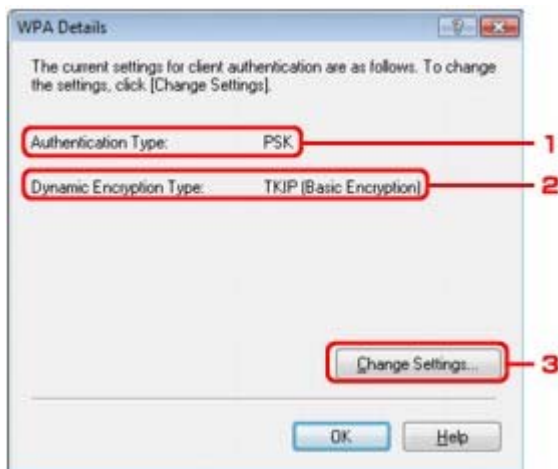 WPA Details
The current settings for client authentication are as follows. To change
the settings, click [Change Settings].
Authentication Type: PSK
1
Dynamic Encryption Type: TKIP (Basic Encryption)
2
Change Settings...
3
OK
Help